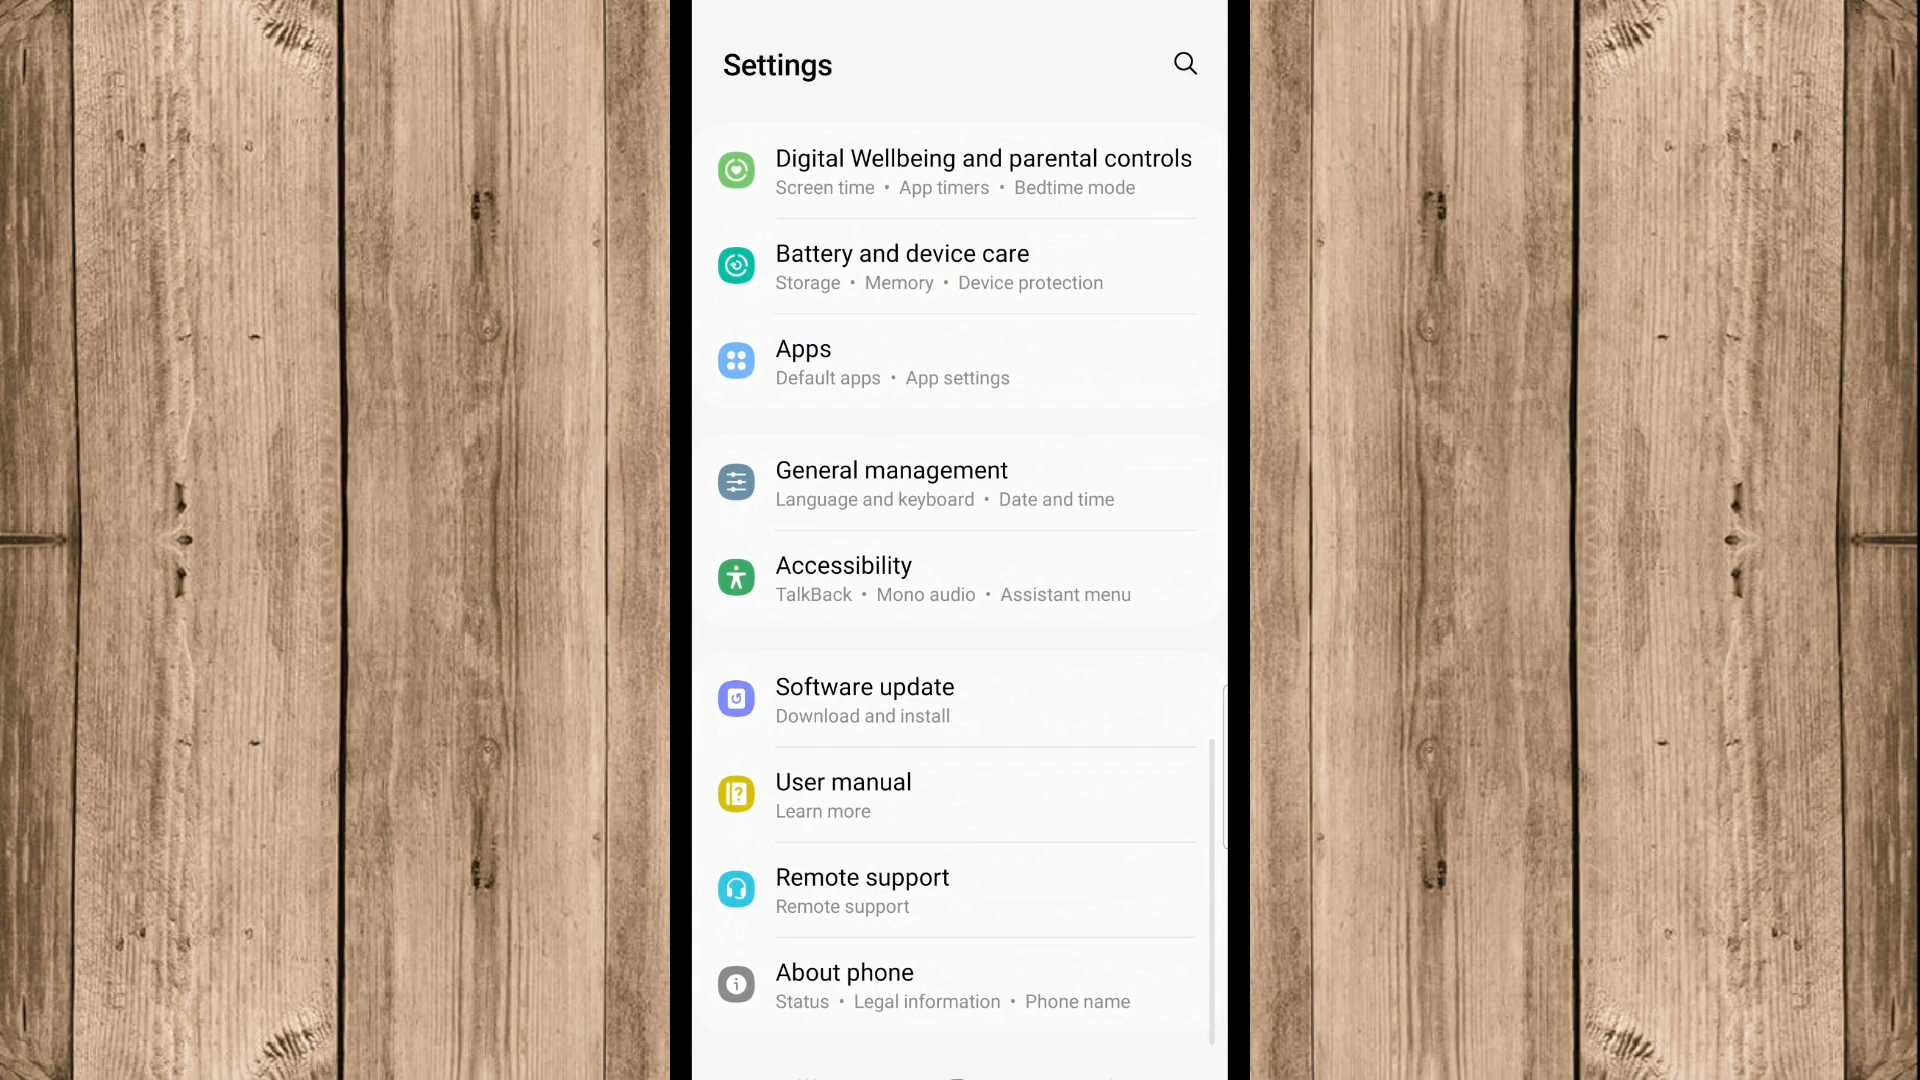 Settings
Digital Wellbeing and parental controls
Screen time • App timers • Bedtime mode
Battery and device care
Storage • Memory • Device protection
Apps
Default apps • App settings
General management
Language and keyboard • Date and time
Accessibility
TalkBack • Mono audio • Assistant menu
Software update
Download and install
User manual
Learn more
Remote support
Remote support
About phone
Status • Legal information • Phone name